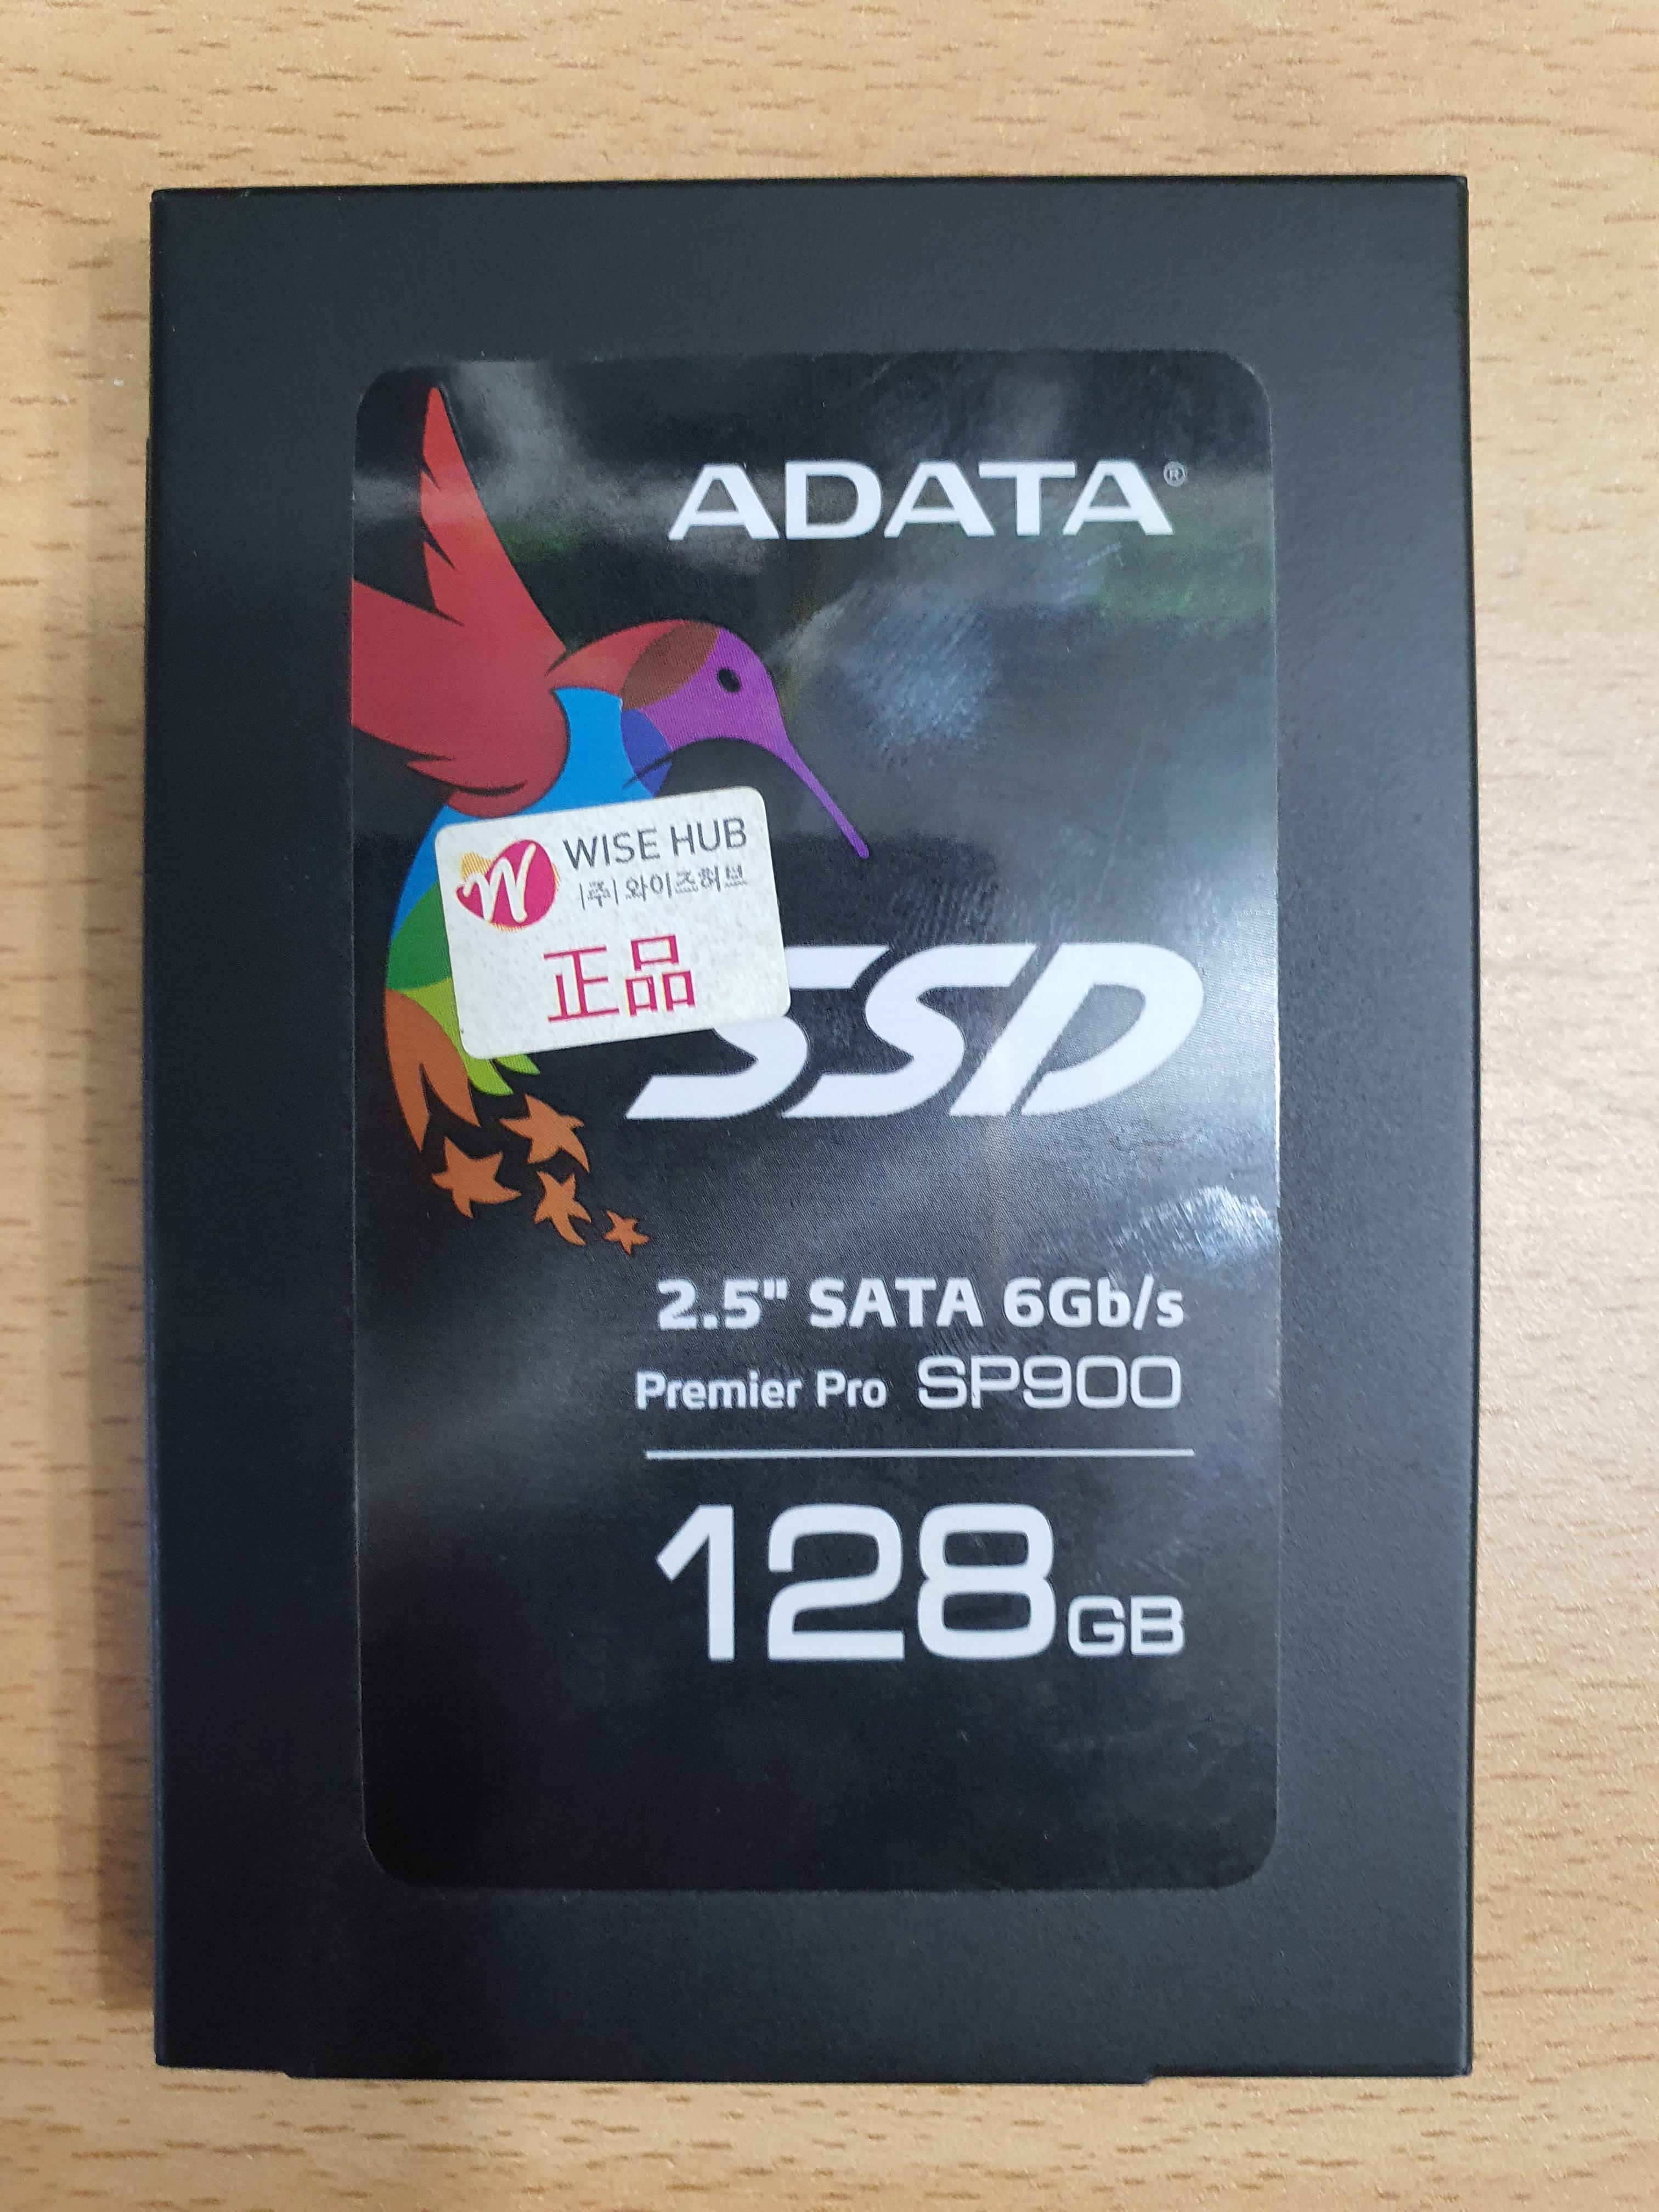 ADATA®
WISE HUB
|주| 와이즈허브
正品
SSD
2.5" SATA 6Gb/s
Premier Pro SP900
128GB